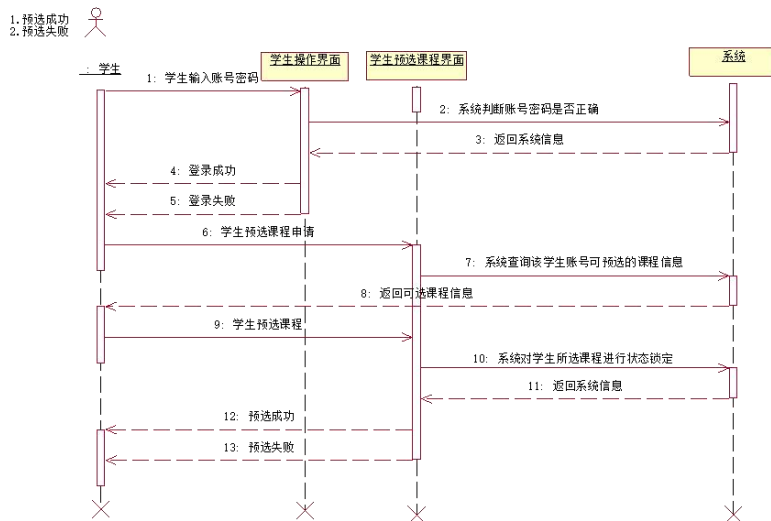 1.预选成功
2.预选失败
: 学生
学生操作界面
学生预选课程界面
系统
1: 学生输入账号密码
2: 系统判断账号密码是否正确
3: 返回系统信息
4: 登录成功
5: 登录失败
6: 学生预选课程申请
7: 系统查询该学生账号可预选的课程信息
8: 返回可选课程信息
9: 学生预选课程
10: 系统对学生所选课程进行状态锁定
11: 返回系统信息
12: 预选成功
13: 预选失败